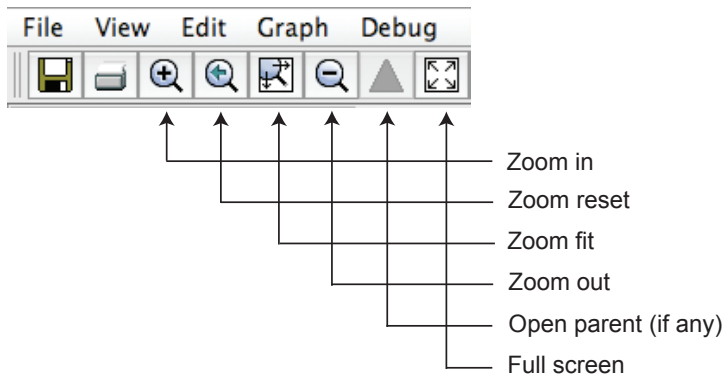 File View Edit Graph Debug
Zoom in
Zoom reset
Zoom fit
Zoom out
Open parent (if any)
Full screen